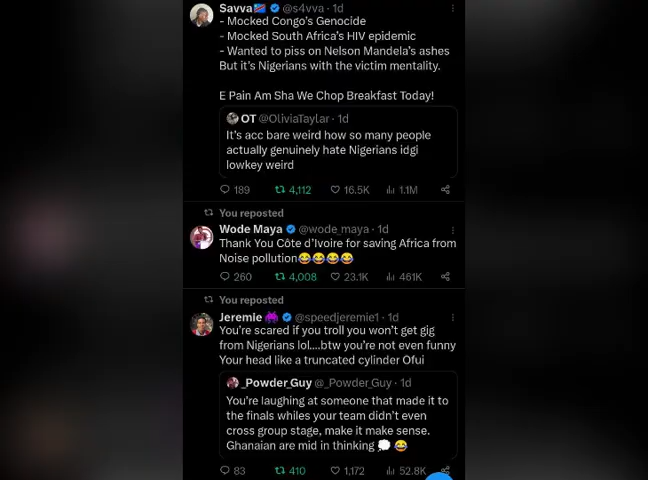 Savva🇨🇩 @s4vva · 1d
- Mocked Congo's Genocide
- Mocked South Africa's HIV epidemic
- Wanted to piss on Nelson Mandela's ashes
But it's Nigerians with the victim mentality.
E Pain Am Sha We Chop Breakfast Today!
OT @OliviaTaylar · 1d
It's acc bare weird how so many people
actually genuinely hate Nigerians idgi
lowkey weird
189 4,112 16.5K 1.1M
You reposted
Wode Maya @wode_maya · 1d
Thank You Côte d'Ivoire for saving Africa from
Noise pollution😂😂😂😂
260 4,008 23.1K 461K
You reposted
Jeremie 👾 @speedjeremie1 · 1d
You're scared if you troll you won't get gig
from Nigerians lol....btw you're not even funny
Your head like a truncated cylinder Ofui
_Powder_Guy @_Powder_Guy · 1d
You're laughing at someone that made it to
the finals whiles your team didn't even
cross group stage, make it make sense.
Ghanaian are mid in thinking 💭 😂
83 410 1,172 52.8K